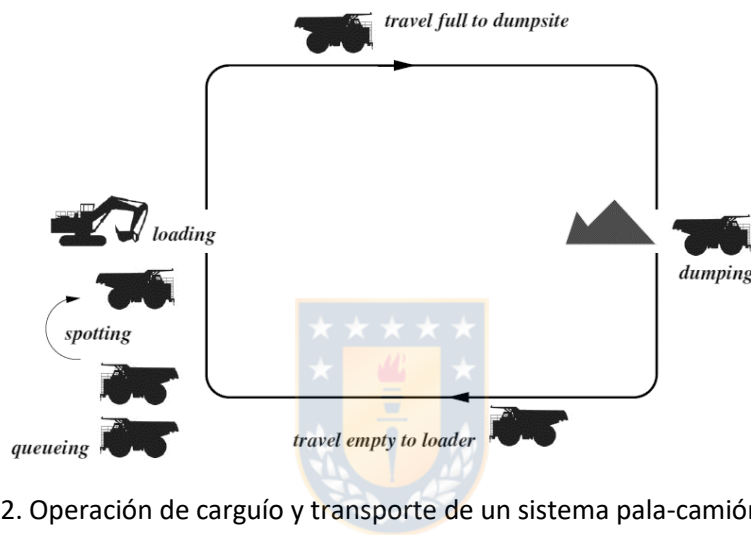 travel full to dumpsite
loading
dumping
spotting
queueing
travel empty to loader
2. Operación de carguío y transporte de un sistema pala-camión